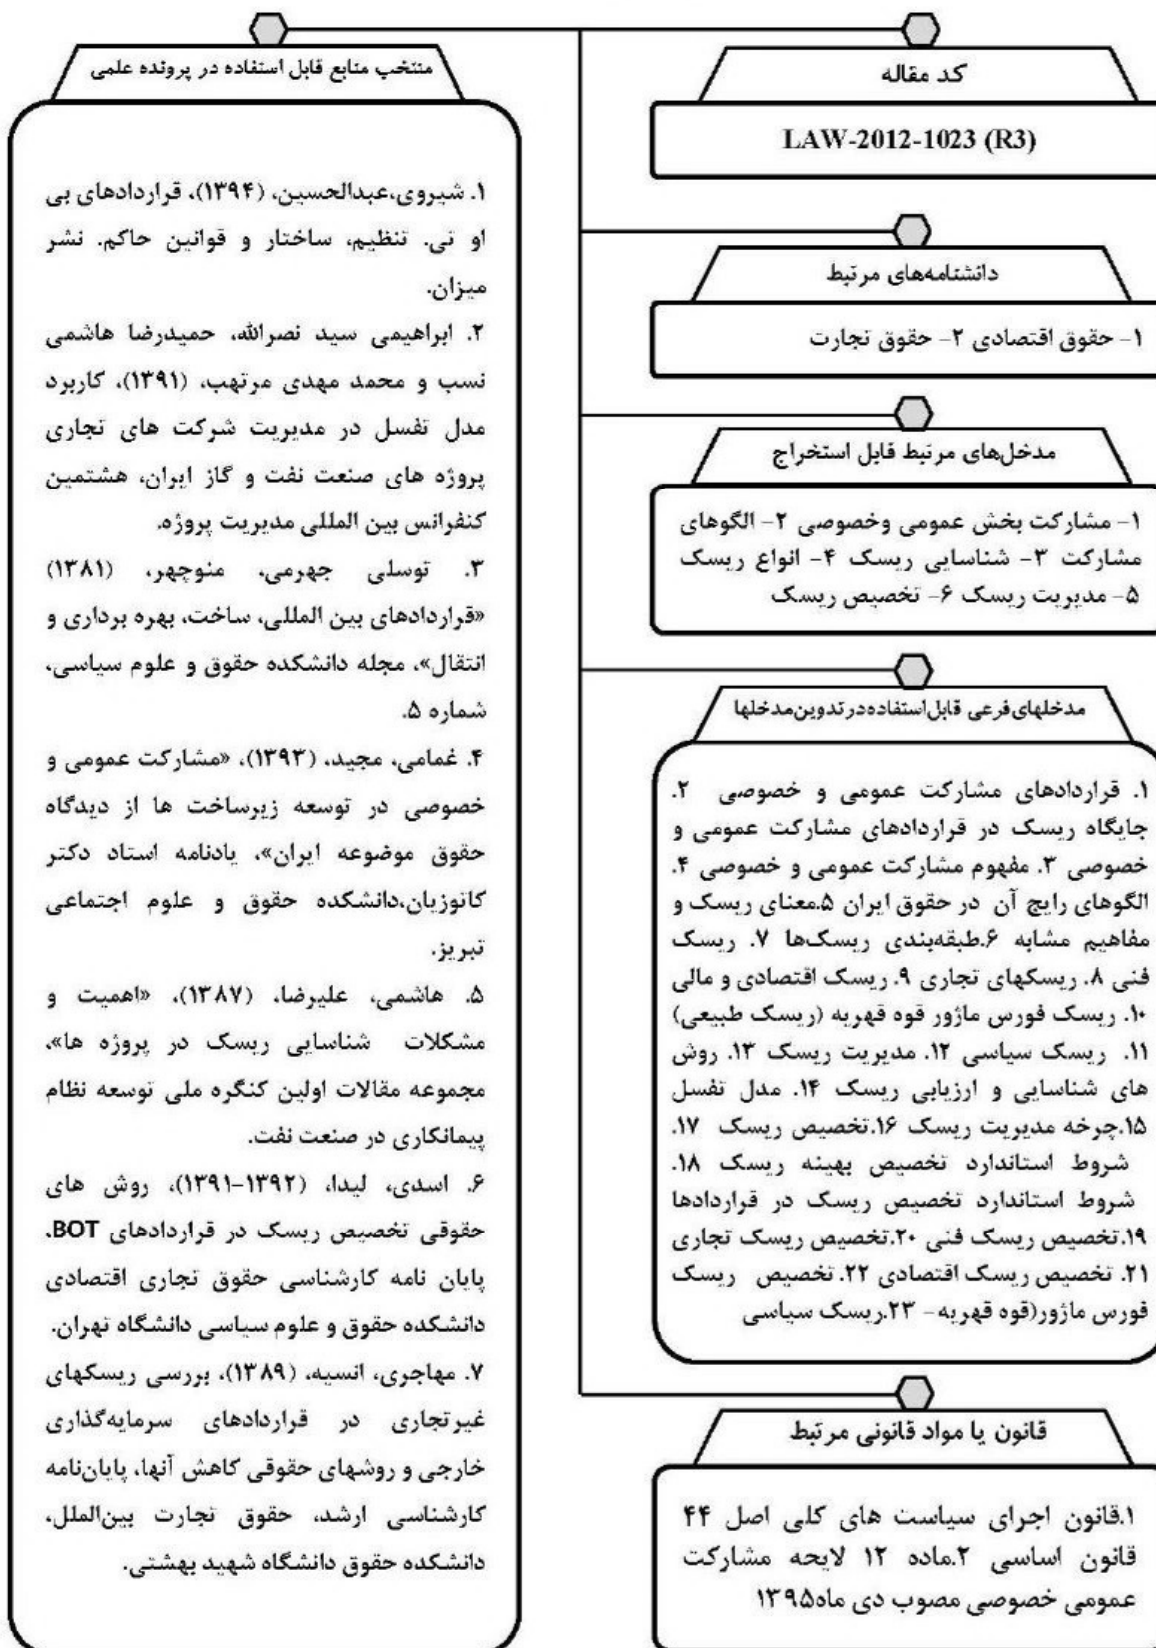 کد مقاله
LAW-2012-1023 (R3)
دانشنامه‌های مرتبط
۱- حقوق اقتصادی ۲- حقوق تجارت
مدخل‌های مرتبط قابل استخراج
۱- مشارکت بخش عمومی وخصوصی ۲- الگوهای
مشارکت ۳- شناسایی ریسک ۴- انواع ریسک
۵- مدیریت ریسک ۶- تخصیص ریسک
مدخلهای‌فرعی قابل‌استفاده‌درتدوین‌مدخلها
۱. قراردادهای مشارکت عمومی و خصوصی ۲.
جایگاه ریسک در قراردادهای مشارکت عمومی و
خصوصی ۳. مفهوم مشارکت عمومی و خصوصی ۴.
الگوهای رایج آن در حقوق ایران ۵.معنای ریسک و
مفاهیم مشابه ۶.طبقه‌بندی ریسک‌ها ۷. ریسک
فنی ۸. ریسکهای تجاری ۹. ریسک اقتصادی و مالی
۱۰. ریسک فورس ماژور قوه قهریه (ریسک طبیعی)
۱۱. ریسک سیاسی ۱۲. مدیریت ریسک ۱۳. روش
های شناسایی و ارزیابی ریسک ۱۴. مدل تفسل
۱۵.چرخه مدیریت ریسک ۱۶.تخصیص ریسک ۱۷.
شروط استاندارد تخصیص بهینه ریسک ۱۸.
شروط استاندارد تخصیص ریسک در قراردادها
۱۹.تخصیص ریسک فنی ۲۰.تخصیص ریسک تجاری
۲۱. تخصیص ریسک اقتصادی ۲۲. تخصیص ریسک
فورس ماژور(قوه قهریه- ۲۳.ریسک سیاسی
قانون یا مواد قانونی مرتبط
۱.قانون اجرای سیاست های کلی اصل ۴۴
قانون اساسی ۲.ماده ۱۲ لایحه مشارکت
عمومی خصوصی مصوب دی ماه۱۳۹۵
منتخب منابع قابل استفاده در پرونده علمی
۱. شیروی،عبدالحسین، (۱۳۹۴)، قراردادهای بی
او تی. تنظیم، ساختار و قوانین حاکم. نشر
میزان.
۲. ابراهیمی سید نصرالله، حمیدرضا هاشمی
نسب و محمد مهدی مرتهب، (۱۳۹۱)، کاربرد
مدل تفسل در مدیریت شرکت های تجاری
پروژه های صنعت نفت و گاز ایران، هشتمین
کنفرانس بین المللی مدیریت پروژه.
۳. توسلی جهرمی، منوچهر، (۱۳۸۱)
«قراردادهای بین المللی، ساخت، بهره برداری و
انتقال»، مجله دانشکده حقوق و علوم سیاسی،
شماره ۵.
۴. غمامی، مجید، (۱۳۹۳)، «مشارکت عمومی و
خصوصی در توسعه زیرساخت ها از دیدگاه
حقوق موضوعه ایران»، یادنامه استاد دکتر
کاتوزیان،دانشکده حقوق و علوم اجتماعی
تبریز.
۵. هاشمی، علیرضا، (۱۳۸۷)، «اهمیت و
مشکلات شناسایی ریسک در پروژه ها»،
مجموعه مقالات اولین کنگره ملی توسعه نظام
پیمانکاری در صنعت نفت.
۶. اسدی، لیدا، (۱۳۹۲-۱۳۹۱)، روش های
حقوقی تخصیص ریسک در قراردادهای BOT،
پایان نامه کارشناسی حقوق تجاری اقتصادی
دانشکده حقوق و علوم سیاسی دانشگاه تهران.
۷. مهاجری، انسیه، (۱۳۸۹)، بررسی ریسکهای
غیرتجاری در قراردادهای سرمایه‌گذاری
خارجی و روشهای حقوقی کاهش آنها، پایان‌نامه
کارشناسی ارشد، حقوق تجارت بین‌الملل،
دانشکده حقوق دانشگاه شهید بهشتی.